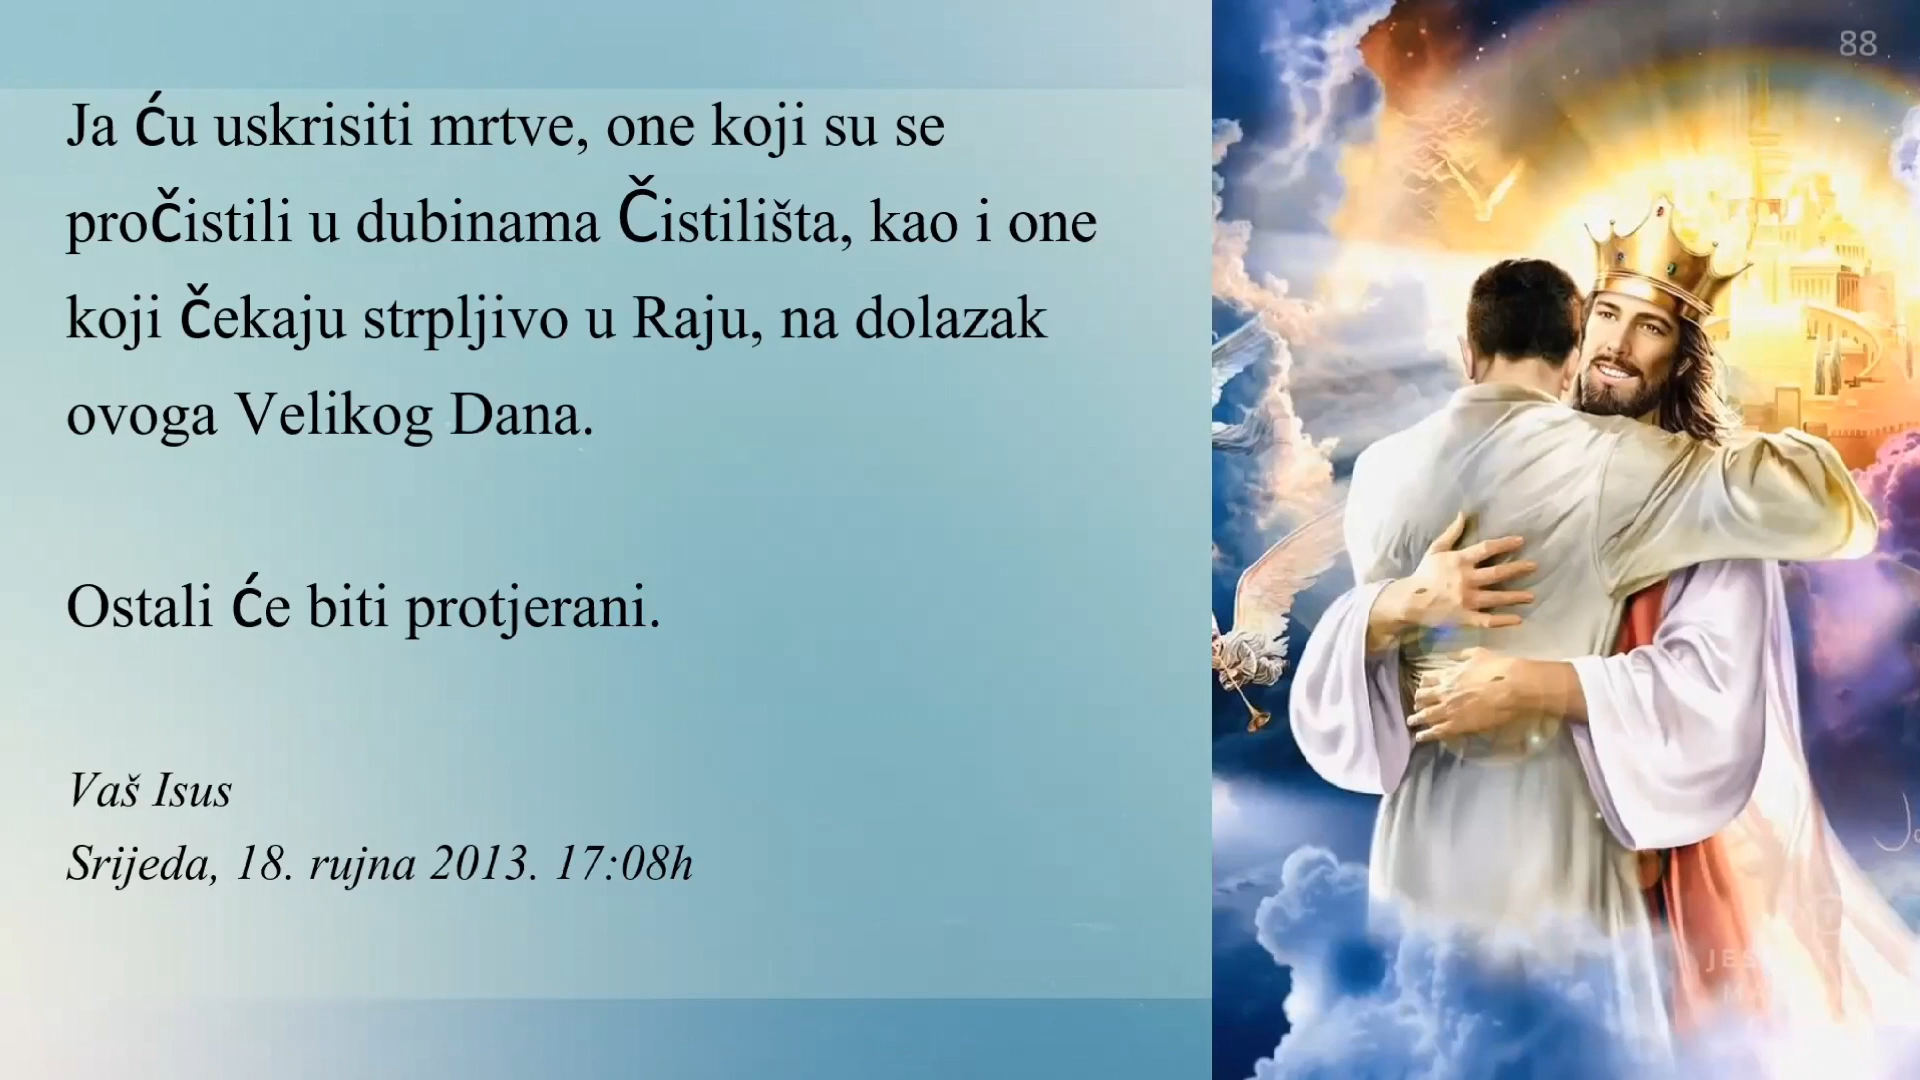 88
Ja ću uskrisiti mrtve, one koji su se
pročistili u dubinama Čistilišta, kao i one
koji čekaju strpljivo u Raju, na dolazak
ovoga Velikog Dana.
Ostali će biti protjerani.
Vaš Isus
Srijeda, 18. rujna 2013. 17:08h